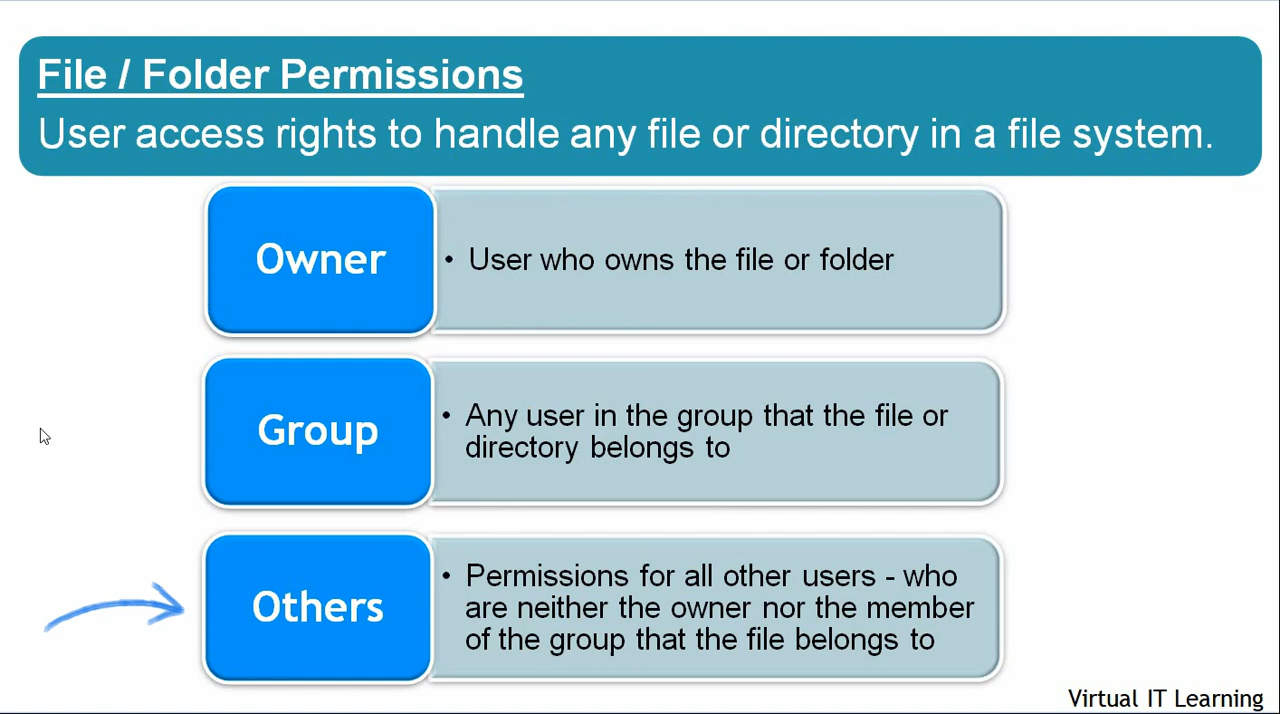 File / Folder Permissions
User access rights to handle any file or directory in a file system.
Owner
• User who owns the file or folder
Group
• Any user in the group that the file or
directory belongs to
Others
• Permissions for all other users - who
are neither the owner nor the member
of the group that the file belongs to
Virtual IT Learning